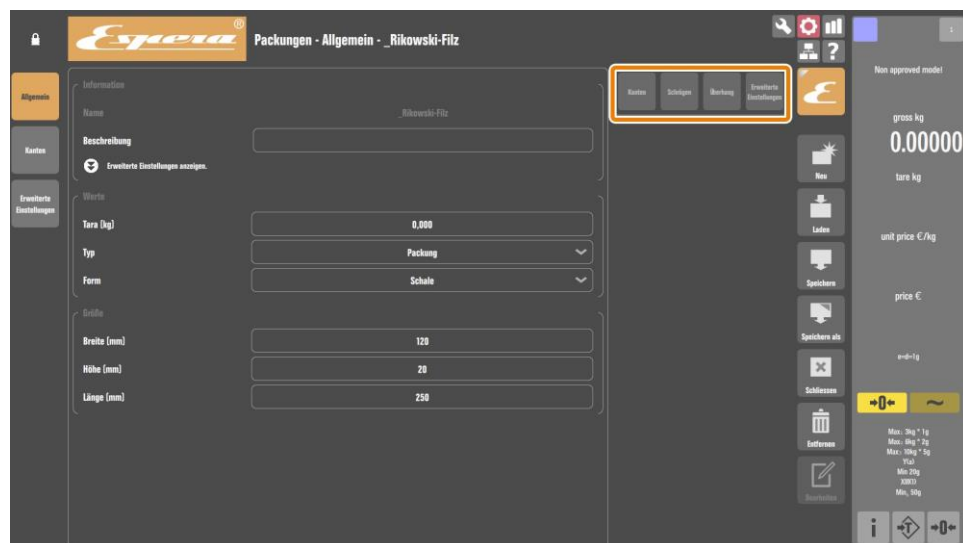 Espera®
Packungen - Allgemein - _Rikowski-Filz
?
1
Allgemein
Kanten
Erweiterte
Einstellungen
Information
Name
_Rikowski-Filz
Beschreibung
Erweiterte Einstellungen anzeigen.
Werte
Tara [kg]
0,000
Typ
Packung
Form
Schale
Größe
Breite [mm]
120
Höhe [mm]
20
Länge [mm]
250
Kanten
Schrägen
Überhang
Erweiterte
Einstellungen
E
Neu
Laden
Speichern
Speichern als
Schliessen
Entfernen
Bearbeiten
Non approved mode!
gross kg
0.00000
tare kg
unit price €/kg
price €
e=d=1g
→0←
~
Max: 3kg * 1g
Max: 6kg * 2g
Max: 10kg * 5g
Min 20g
Min, 50g
i
→T
→0←